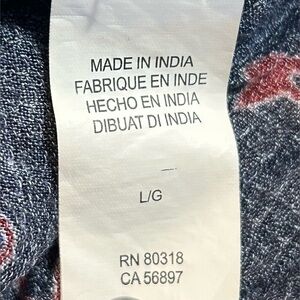 MADE IN INDIA
FABRIQUE EN INDE
HECHO EN INDIA
DIBUAT DI INDIA
L/G
RN 80318
CA 56897